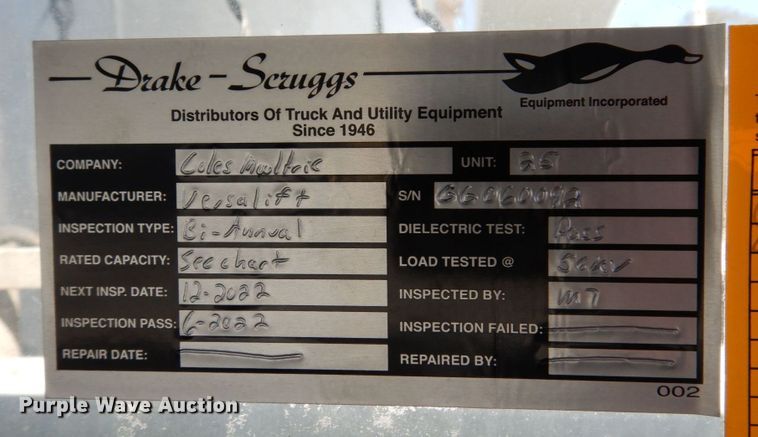 Drake-Scruggs
Equipment Incorporated
Distributors Of Truck And Utility Equipment
Since 1946
COMPANY: Coles Moultrie UNIT: 25
MANUFACTURER: Versalift S/N GG060092
INSPECTION TYPE: Bi-Annual DIELECTRIC TEST: Pass
RATED CAPACITY: See chart LOAD TESTED @
NEXT INSP. DATE: 12-2022 INSPECTED BY: MT
INSPECTION PASS: 6-2022 INSPECTION FAILED:
REPAIR DATE: REPAIRED BY:
002
Purple Wave Auction